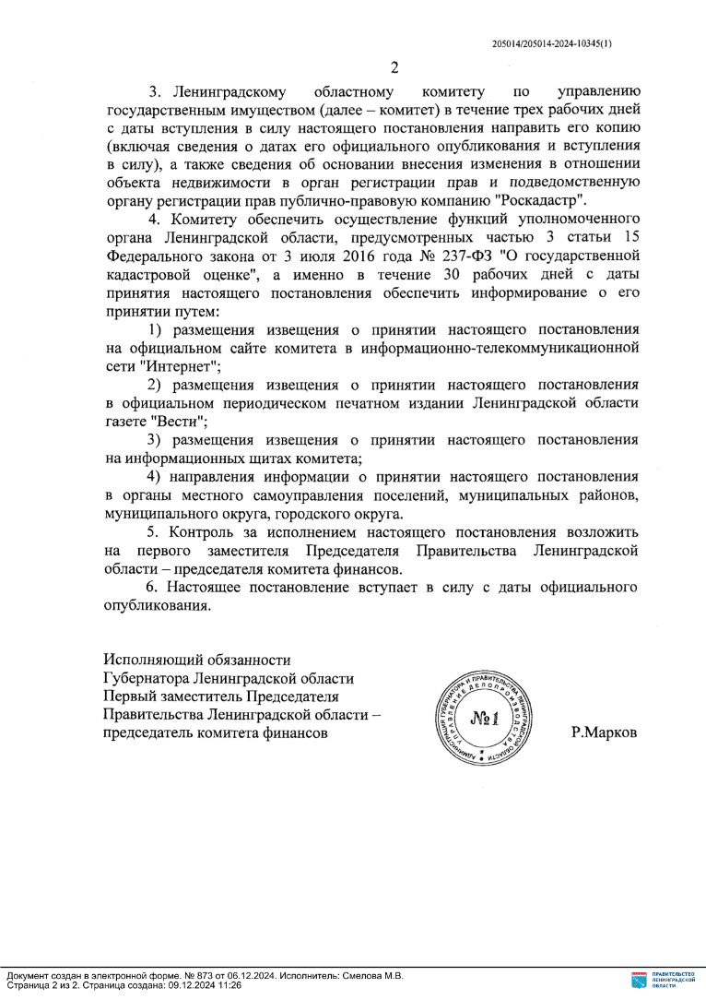 205014/205014-2024-10345(1)
2
3. Ленинградскому областному комитету по управлению
государственным имуществом (далее – комитет) в течение трех рабочих дней
с даты вступления в силу настоящего постановления направить его копию
(включая сведения о датах его официального опубликования и вступления
в силу), а также сведения об основании внесения изменения в отношении
объекта недвижимости в орган регистрации прав и подведомственную
органу регистрации прав публично-правовую компанию "Роскадастр".
4. Комитету обеспечить осуществление функций уполномоченного
органа Ленинградской области, предусмотренных частью 3 статьи 15
Федерального закона от 3 июля 2016 года № 237-ФЗ "О государственной
кадастровой оценке", а именно в течение 30 рабочих дней с даты
принятия настоящего постановления обеспечить информирование о его
принятии путем:
1) размещения извещения о принятии настоящего постановления
на официальном сайте комитета в информационно-телекоммуникационной
сети "Интернет";
2) размещения извещения о принятии настоящего постановления
в официальном периодическом печатном издании Ленинградской области
газете "Вести";
3) размещения извещения о принятии настоящего постановления
на информационных щитах комитета;
4) направления информации о принятии настоящего постановления
в органы местного самоуправления поселений, муниципальных районов,
муниципального округа, городского округа.
5. Контроль за исполнением настоящего постановления возложить
на первого заместителя Председателя Правительства Ленинградской
области – председателя комитета финансов.
6. Настоящее постановление вступает в силу с даты официального
опубликования.
Исполняющий обязанности
Губернатора Ленинградской области
Первый заместитель Председателя
Правительства Ленинградской области –
председатель комитета финансов
Р.Марков
АДМИНИСТРАЦИЯ ГУБЕРНАТОРА И ПРАВИТЕЛЬСТВА ЛЕНИНГРАДСКОЙ ОБЛАСТИ
УПРАВЛЕНИЕ ДЕЛОПРОИЗВОДСТВА
№1
Документ создан в электронной форме. № 873 от 06.12.2024. Исполнитель: Смелова М.В.
Страница 2 из 2. Страница создана: 09.12.2024 11:26
ПРАВИТЕЛЬСТВО
ЛЕНИНГРАДСКОЙ
ОБЛАСТИ